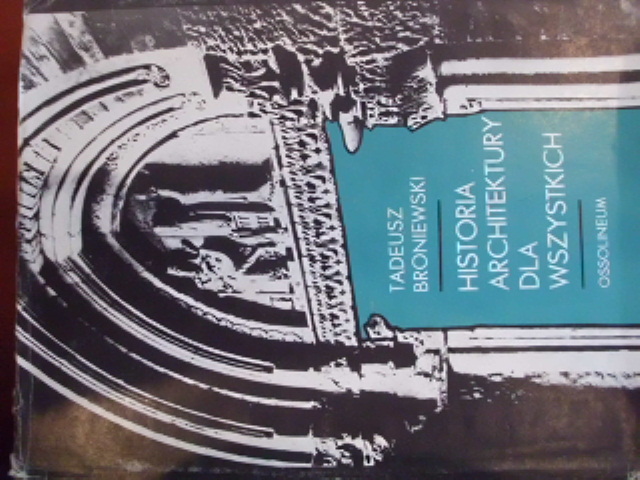 TADEUSZ
BRONIEWSKI
HISTORIA
ARCHITEKTURY
DLA
WSZYSTKICH
OSSOLINEUM